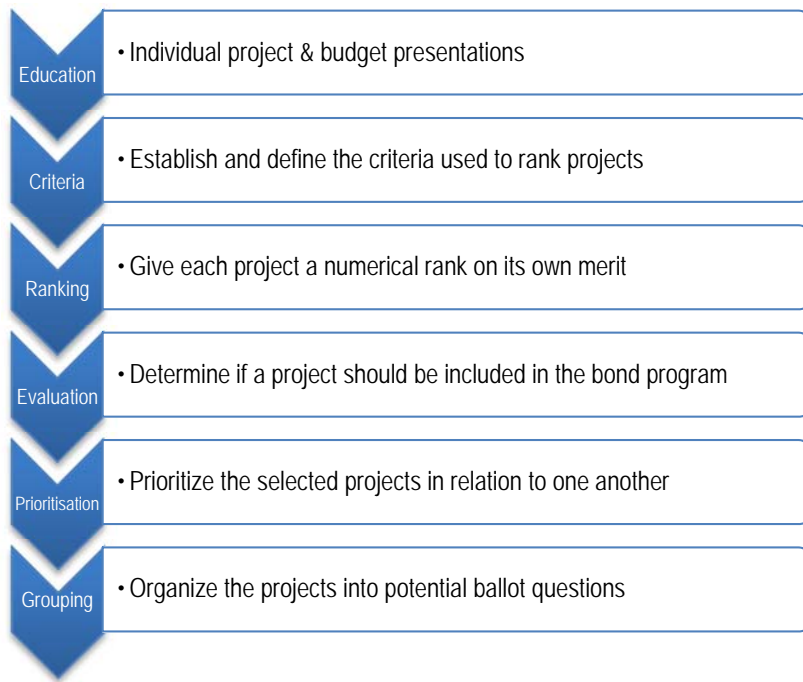 Education
• Individual project & budget presentations
Criteria
• Establish and define the criteria used to rank projects
Ranking
• Give each project a numerical rank on its own merit
Evaluation
• Determine if a project should be included in the bond program
Prioritisation
• Prioritize the selected projects in relation to one another
Grouping
• Organize the projects into potential ballot questions